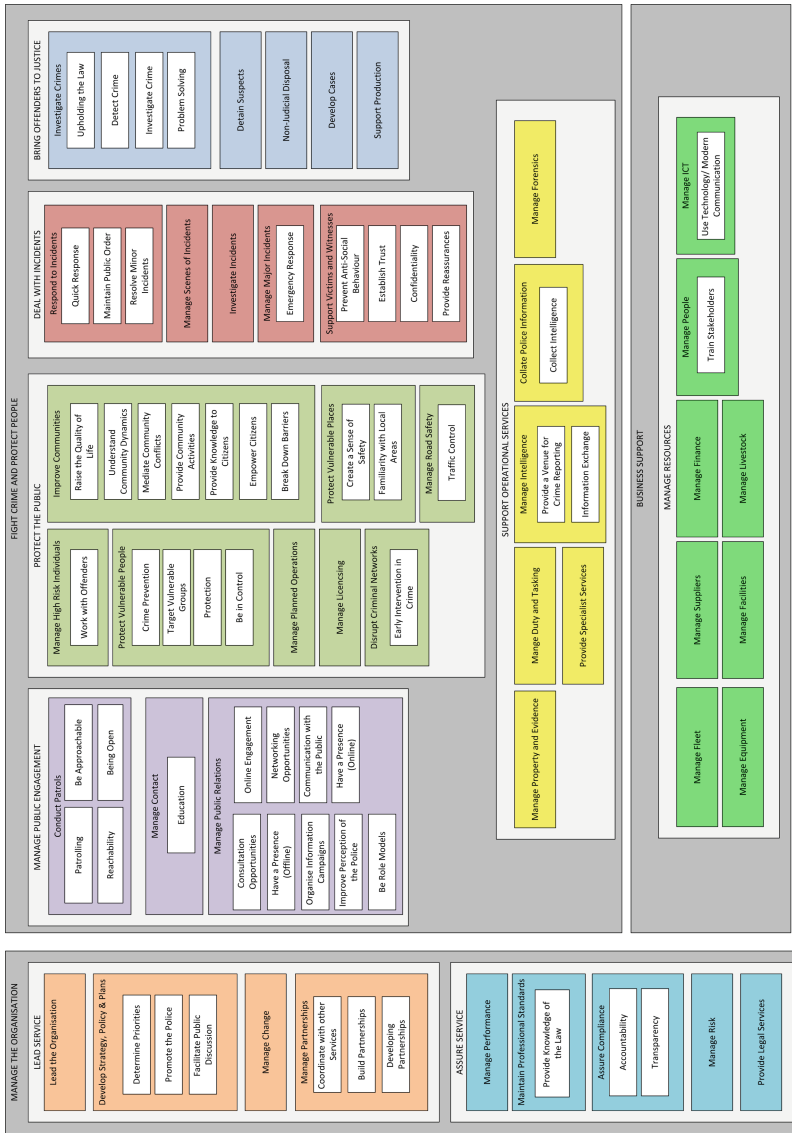 MANAGE THE ORGANISATION
LEAD SERVICE
Lead the Organisation
Develop Strategy, Policy & Plans
Determine Priorities
Promote the Police
Facilitate Public
Discussion
Manage Change
Manage Partnerships
Coordinate with other
Services
Build Partnerships
Developing
Partnerships
ASSURE SERVICE
Manage Performance
Maintain Professional Standards
Provide Knowledge of
the Law
Assure Compliance
Accountability
Transparency
Manage Risk
Provide Legal Services
FIGHT CRIME AND PROTECT PEOPLE
MANAGE PUBLIC ENGAGEMENT
Conduct Patrols
Patrolling
Be Approachable
Reachability
Being Open
Manage Contact
Education
Manage Public Relations
Consultation
Opportunities
Online Engagement
Have a Presence
(Offline)
Networking
Opportunities
Organise Information
Campaigns
Communication with
the Public
Improve Perception of
the Police
Have a Presence
(Online)
Be Role Models
PROTECT THE PUBLIC
Manage High Risk Individuals
Work with Offenders
Protect Vulnerable People
Crime Prevention
Target Vulnerable
Groups
Protection
Be in Control
Manage Planned Operations
Manage Licencsing
Disrupt Criminal Networks
Early Intervention in
Crime
Improve Communities
Raise the Quality of
Life
Understand
Community Dynamics
Mediate Community
Conflicts
Provide Community
Activities
Provide Knowledge to
Citizens
Empower Citizens
Break Down Barriers
Protect Vulnerable Places
Create a Sense of
Safety
Familiarity with Local
Areas
Manage Road Safety
Traffic Control
DEAL WITH INCIDENTS
Respond to Incidents
Quick Response
Maintain Public Order
Resolve Minor
Incidents
Manage Scenes of Incidents
Investigate Incidents
Manage Major Incidents
Emergency Response
Support Victims and Witnesses
Prevent Anti-Social
Behaviour
Establish Trust
Confidentiality
Provide Reassurances
BRING OFFENDERS TO JUSTICE
Investigate Crimes
Upholding the Law
Detect Crime
Investigate Crime
Problem Solving
Detain Suspects
Non-Judicial Disposal
Develop Cases
Support Production
SUPPORT OPERATIONAL SERVICES
Manage Property and Evidence
Mange Duty and Tasking
Provide Specialist Services
Manage Intelligence
Provide a Venue for
Crime Reporting
Information Exchange
Collate Police Information
Collect Intelligence
Manage Forensics
BUSINESS SUPPORT
MANAGE RESOURCES
Manage Fleet
Manage Suppliers
Manage Finance
Manage People
Train Stakeholders
Manage ICT
Use Technology/ Modern
Communication
Manage Equipment
Manage Facilities
Manage Livestock